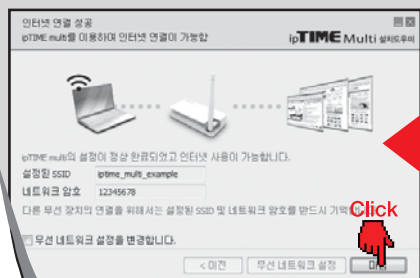 인터넷 연결 성공
ipTIME multi를 이용하여 인터넷 연결이 가능함
ipTIME Multi 설치도우미
ipTIME multi의 설정이 정상 완료되었고 인터넷 사용이 가능합니다.
설정된 SSID iptime_multi_example
네트워크 암호 12345678
다른 무선 장치의 연결을 위해서는 설정된 SSID 및 네트워크 암호를 반드시
Click
무선 네트워크 설정을 변경합니다.
< 이전 무선 네트워크 설정